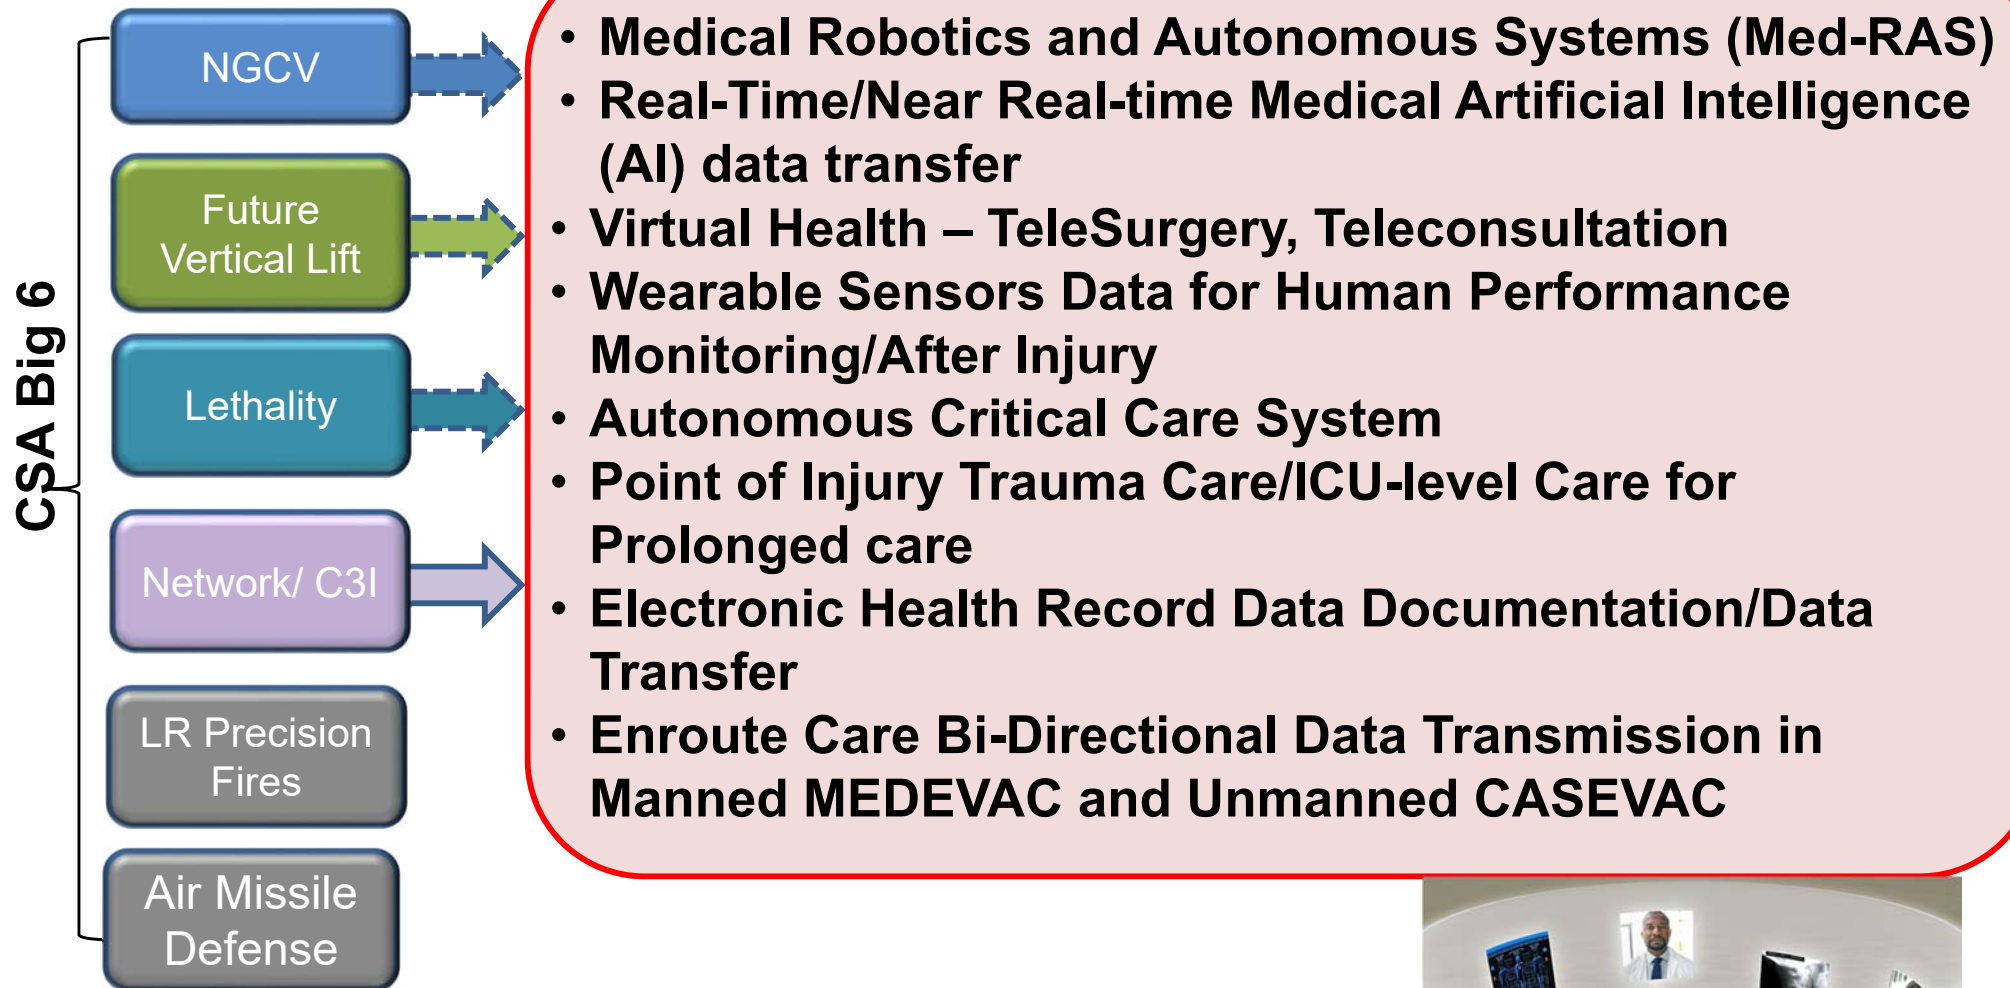 CSA Big 6
NGCV
Future
Vertical Lift
Lethality
Network/ C3I
LR Precision
Fires
Air Missile
Defense
• Medical Robotics and Autonomous Systems (Med-RAS)
• Real-Time/Near Real-time Medical Artificial Intelligence
(AI) data transfer
• Virtual Health – TeleSurgery, Teleconsultation
• Wearable Sensors Data for Human Performance
Monitoring/After Injury
• Autonomous Critical Care System
• Point of Injury Trauma Care/ICU-level Care for
Prolonged care
• Electronic Health Record Data Documentation/Data
Transfer
• Enroute Care Bi-Directional Data Transmission in
Manned MEDEVAC and Unmanned CASEVAC